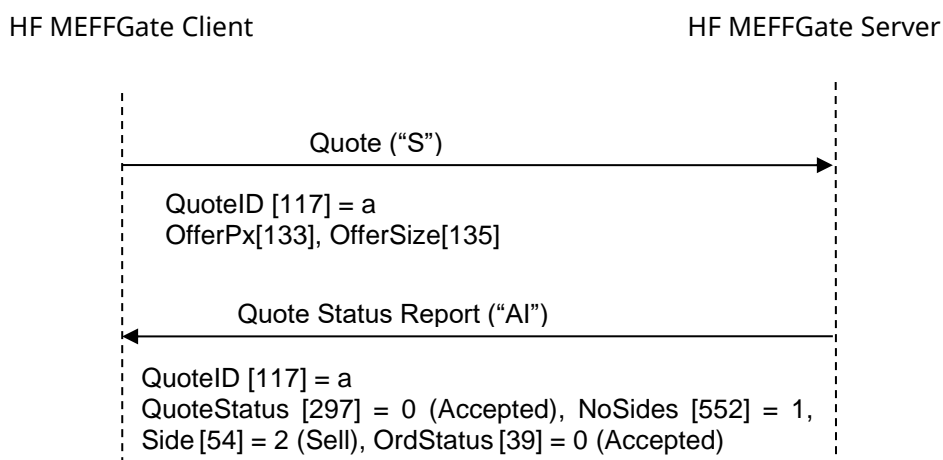 HF MEFFGate Client
HF MEFFGate Server
Quote (“S”)
QuoteID [117] = a
OfferPx[133], OfferSize[135]
Quote Status Report (“AI”)
QuoteID [117] = a
QuoteStatus [297] = 0 (Accepted), NoSides [552] = 1,
Side [54] = 2 (Sell), OrdStatus [39] = 0 (Accepted)